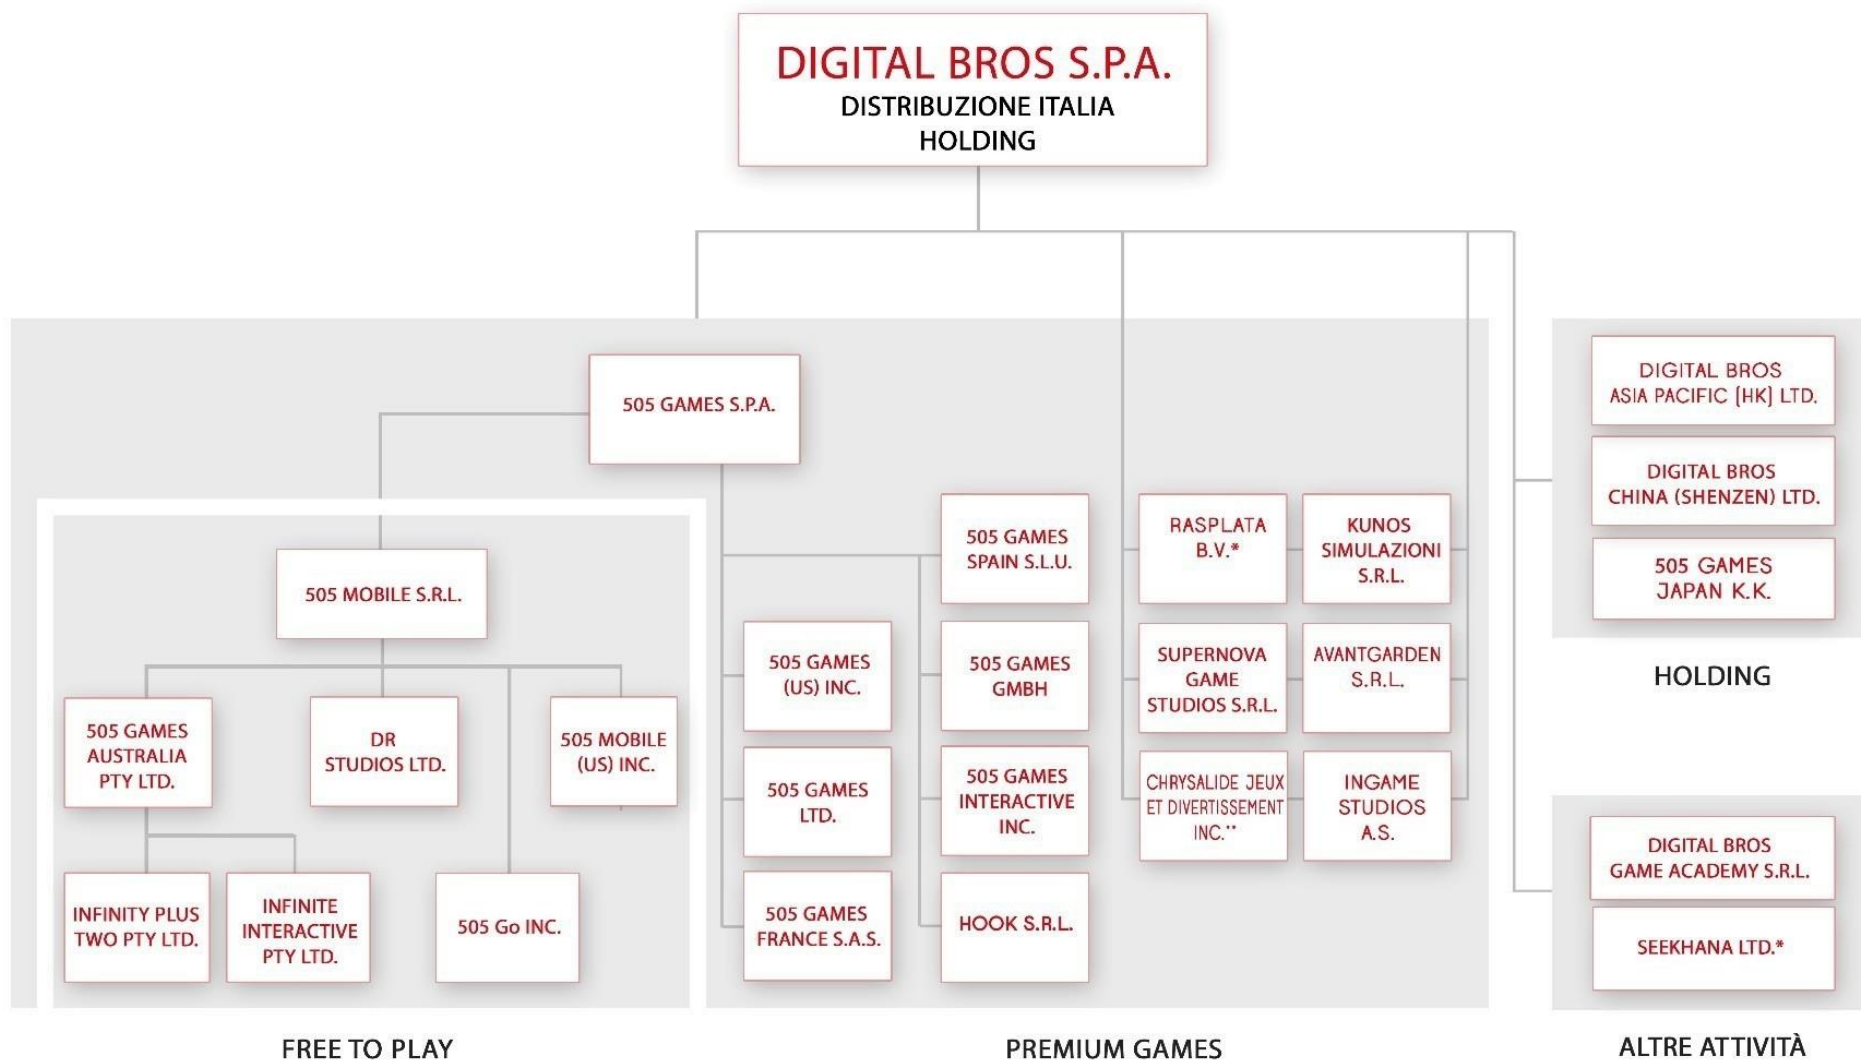 DIGITAL BROS S.P.A.
DISTRIBUZIONE ITALIA
HOLDING
505 GAMES S.P.A.
505 MOBILE S.R.L.
505 GAMES
AUSTRALIA
PTY LTD.
DR
STUDIOS LTD.
505 MOBILE
(US) INC.
INFINITY PLUS
TWO PTY LTD.
INFINITE
INTERACTIVE
PTY LTD.
505 Go INC.
FREE TO PLAY
505 GAMES
(US) INC.
505 GAMES
LTD.
505 GAMES
FRANCE S.A.S.
505 GAMES
SPAIN S.L.U.
505 GAMES
GMBH
505 GAMES
INTERACTIVE
INC.
HOOK S.R.L.
RASPLATA
B.V.*
KUNOS
SIMULAZIONI
S.R.L.
SUPERNOVA
GAME
STUDIOS S.R.L.
AVANTGARDEN
S.R.L.
CHRYSALIDE JEUX
ET DIVERTISSEMENT
INC.**
INGAME
STUDIOS
A.S.
PREMIUM GAMES
DIGITAL BROS
ASIA PACIFIC (HK) LTD.
DIGITAL BROS
CHINA (SHENZEN) LTD.
505 GAMES
JAPAN K.K.
HOLDING
DIGITAL BROS
GAME ACADEMY S.R.L.
SEEKHANA LTD.*
ALTRE ATTIVITÀ